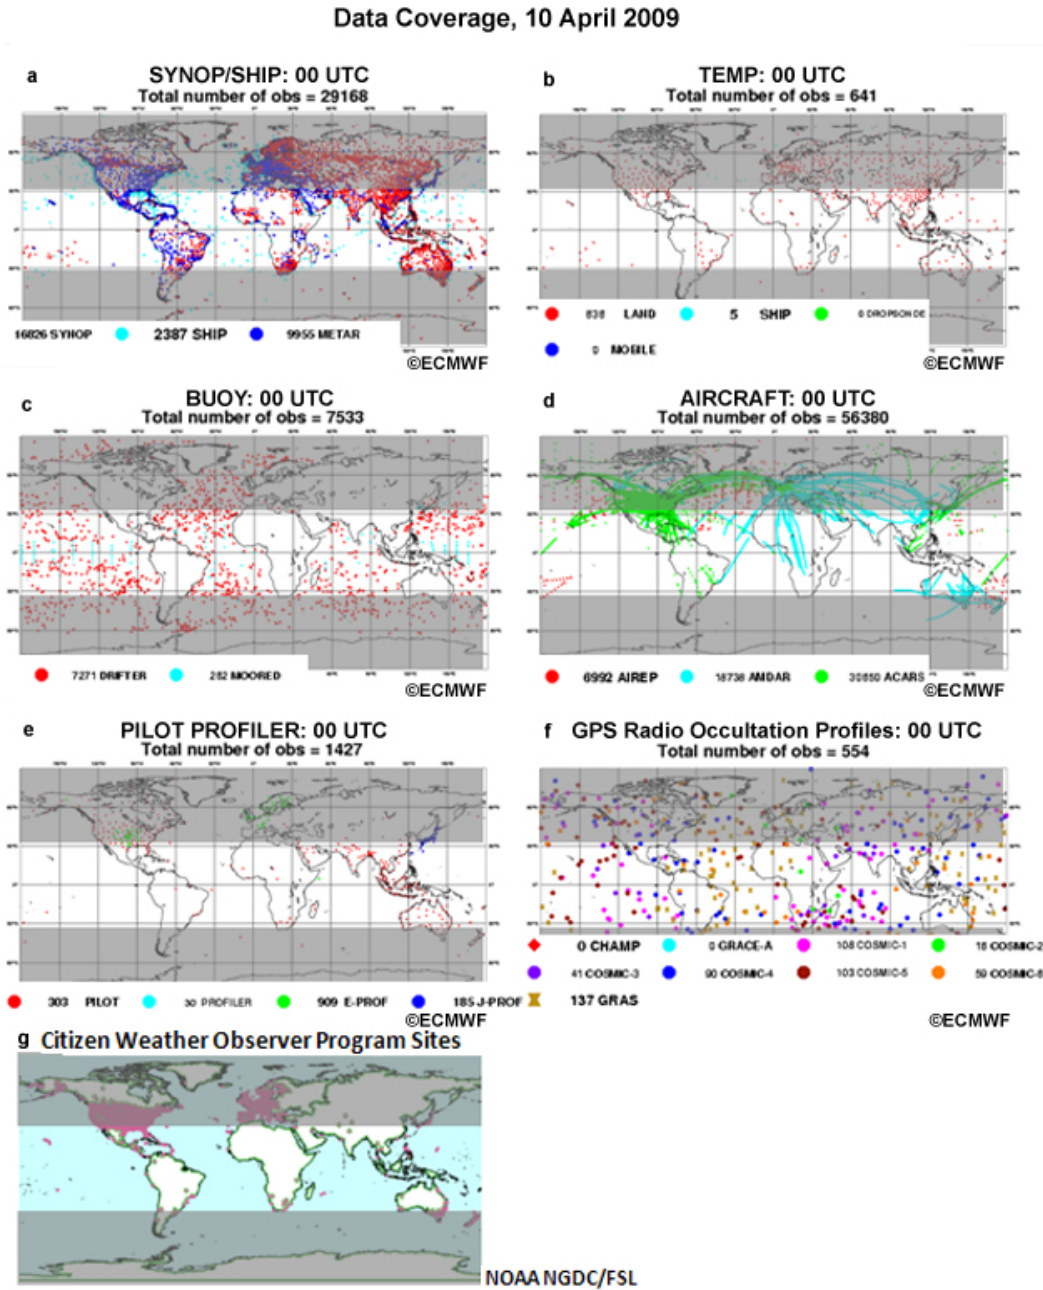 Data Coverage, 10 April 2009
a
SYNOP/SHIP: 00 UTC
Total number of obs = 29168
16826 SYNOP 2387 SHIP 9955 METAR
©ECMWF
b
TEMP: 00 UTC
Total number of obs = 641
636 LAND 5 SHIP 0 DROPSONDE
0 MOBILE
©ECMWF
c
BUOY: 00 UTC
Total number of obs = 7533
7271 DRIFTER 262 MOORED
©ECMWF
d
AIRCRAFT: 00 UTC
Total number of obs = 56380
6992 AIREP 18738 AMDAR 30650 ACARS
©ECMWF
e
PILOT PROFILER: 00 UTC
Total number of obs = 1427
303 PILOT 30 PROFILER 909 E-PROF 185 J-PROF
©ECMWF
f
GPS Radio Occultation Profiles: 00 UTC
Total number of obs = 554
0 CHAMP 0 GRACE-A 108 COSMIC-1 16 COSMIC-2
41 COSMIC-3 90 COSMIC-4 103 COSMIC-5 59 COSMIC-6
137 GRAS
©ECMWF
g
Citizen Weather Observer Program Sites
NOAA NGDC/FSL